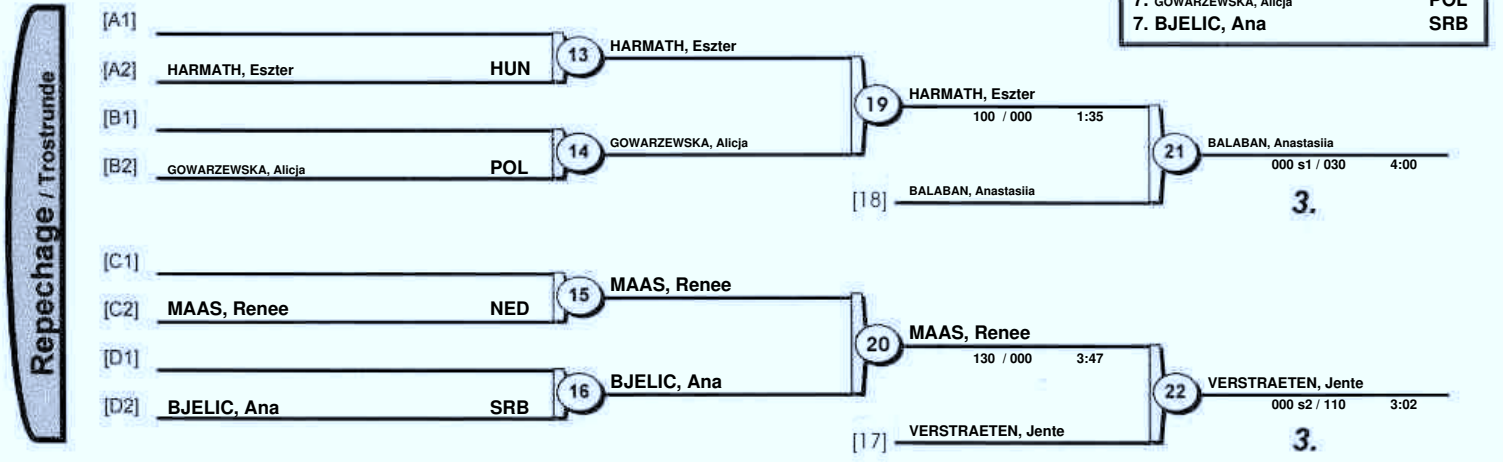 7. GOWARZEWSKA, Alicja POL
7. BJELIC, Ana SRB
Repechage / Trostrunde
[A1]
[A2] HARMATH, Eszter HUN
13
HARMATH, Eszter
[B1]
[B2] GOWARZEWSKA, Alicja POL
14
GOWARZEWSKA, Alicja
19
HARMATH, Eszter
100 / 000 1:35
[18] BALABAN, Anastasiia
21
BALABAN, Anastasiia
000 s1 / 030 4:00
3.
[C1]
[C2] MAAS, Renee NED
15
MAAS, Renee
[D1]
[D2] BJELIC, Ana SRB
16
BJELIC, Ana
20
MAAS, Renee
130 / 000 3:47
[17] VERSTRAETEN, Jente
22
VERSTRAETEN, Jente
000 s2 / 110 3:02
3.